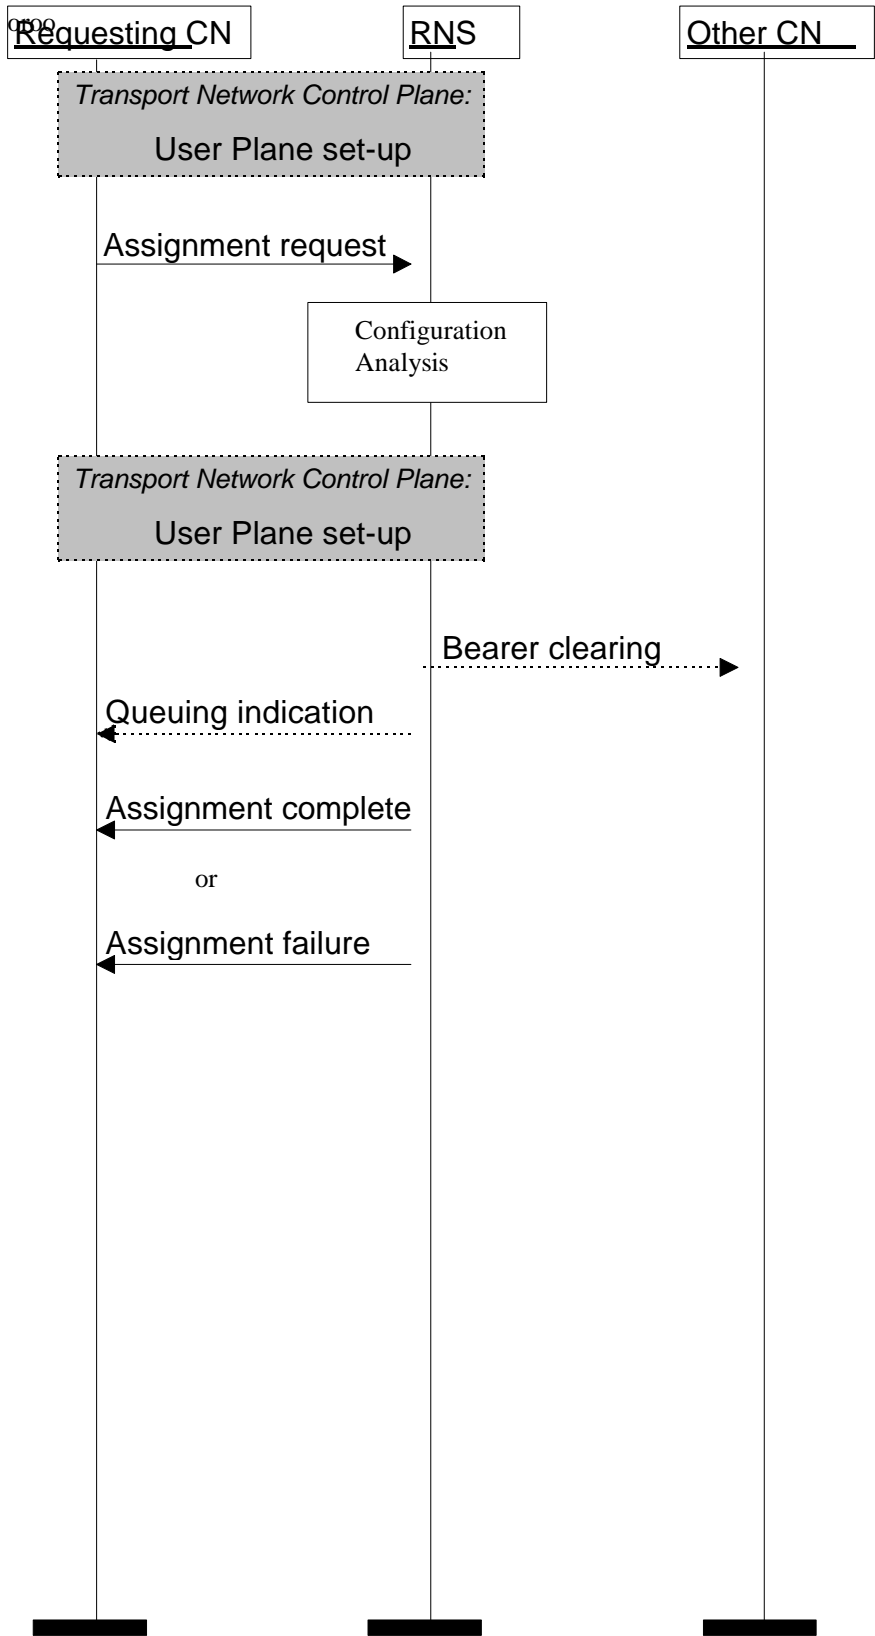 Requesting CN
RNS
Other CN
Transport Network Control Plane:
User Plane set-up
Assignment request
Configuration
Analysis
Transport Network Control Plane:
User Plane set-up
Bearer clearing
Queuing indication
Assignment complete
or
Assignment failure